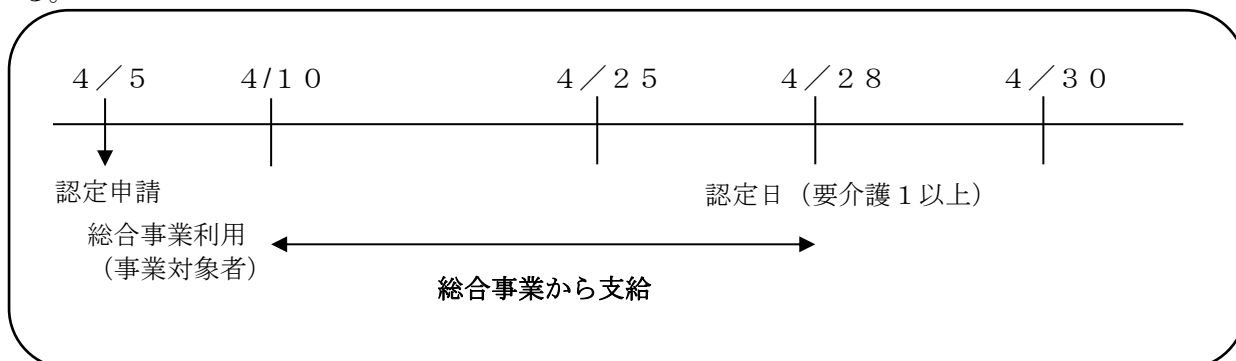 る。
４／５　４/１０　４／２５　４／２８　４／３０
認定申請　認定日（要介護１以上）
総合事業利用
（事業対象者）
総合事業から支給